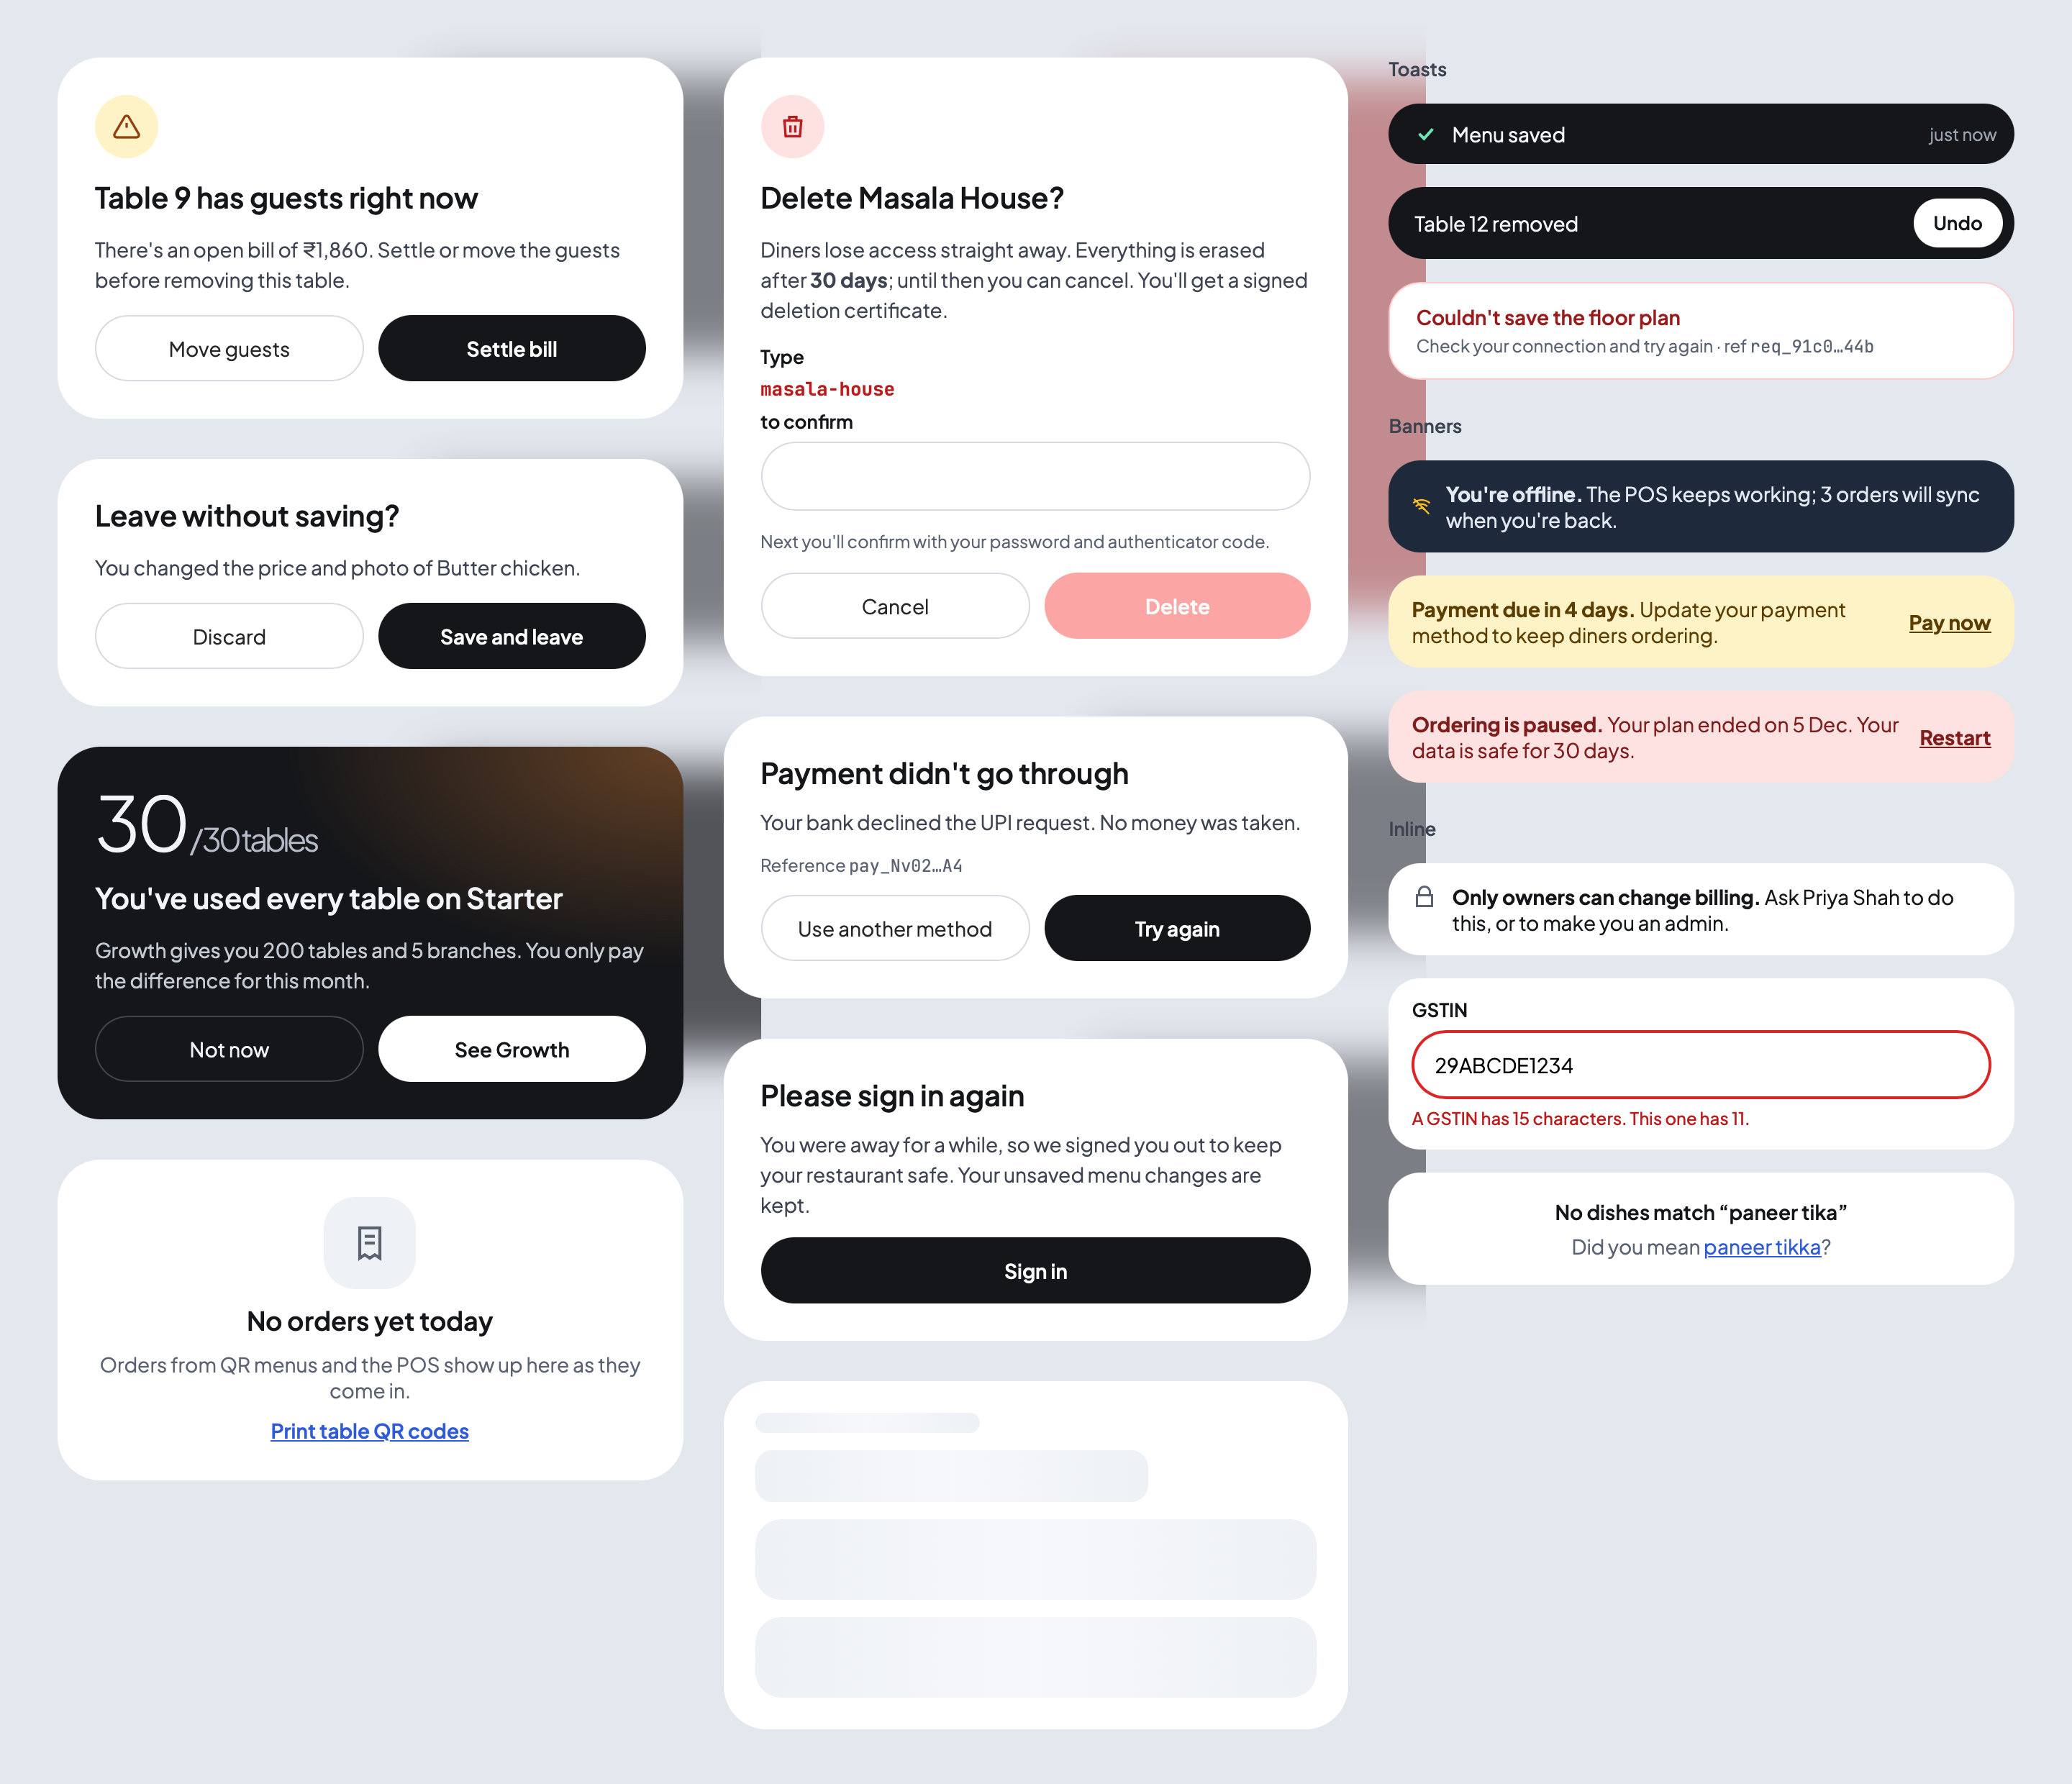 Table 9 has guests right now
There's an open bill of ₹1,860. Settle or move the guests
before removing this table.
Move guests
Settle bill
Leave without saving?
You changed the price and photo of Butter chicken.
Discard
Save and leave
30/30 tables
You've used every table on Starter
Growth gives you 200 tables and 5 branches. You only pay
the difference for this month.
Not now
See Growth
No orders yet today
Orders from QR menus and the POS show up here as they
come in.
Print table QR codes
Delete Masala House?
Diners lose access straight away. Everything is erased
after 30 days; until then you can cancel. You'll get a signed
deletion certificate.
Type
masala-house
to confirm
Next you'll confirm with your password and authenticator code.
Cancel
Delete
Payment didn't go through
Your bank declined the UPI request. No money was taken.
Reference pay_Nv02…A4
Use another method
Try again
Please sign in again
You were away for a while, so we signed you out to keep
your restaurant safe. Your unsaved menu changes are
kept.
Sign in
Toasts
Menu saved
just now
Table 12 removed
Undo
Couldn't save the floor plan
Check your connection and try again · ref req_91c0…44b
Banners
You're offline. The POS keeps working; 3 orders will sync
when you're back.
Payment due in 4 days. Update your payment
method to keep diners ordering.
Pay now
Ordering is paused. Your plan ended on 5 Dec. Your
data is safe for 30 days.
Restart
Inline
Only owners can change billing. Ask Priya Shah to do
this, or to make you an admin.
GSTIN
29ABCDE1234
A GSTIN has 15 characters. This one has 11.
No dishes match “paneer tika”
Did you mean paneer tikka?